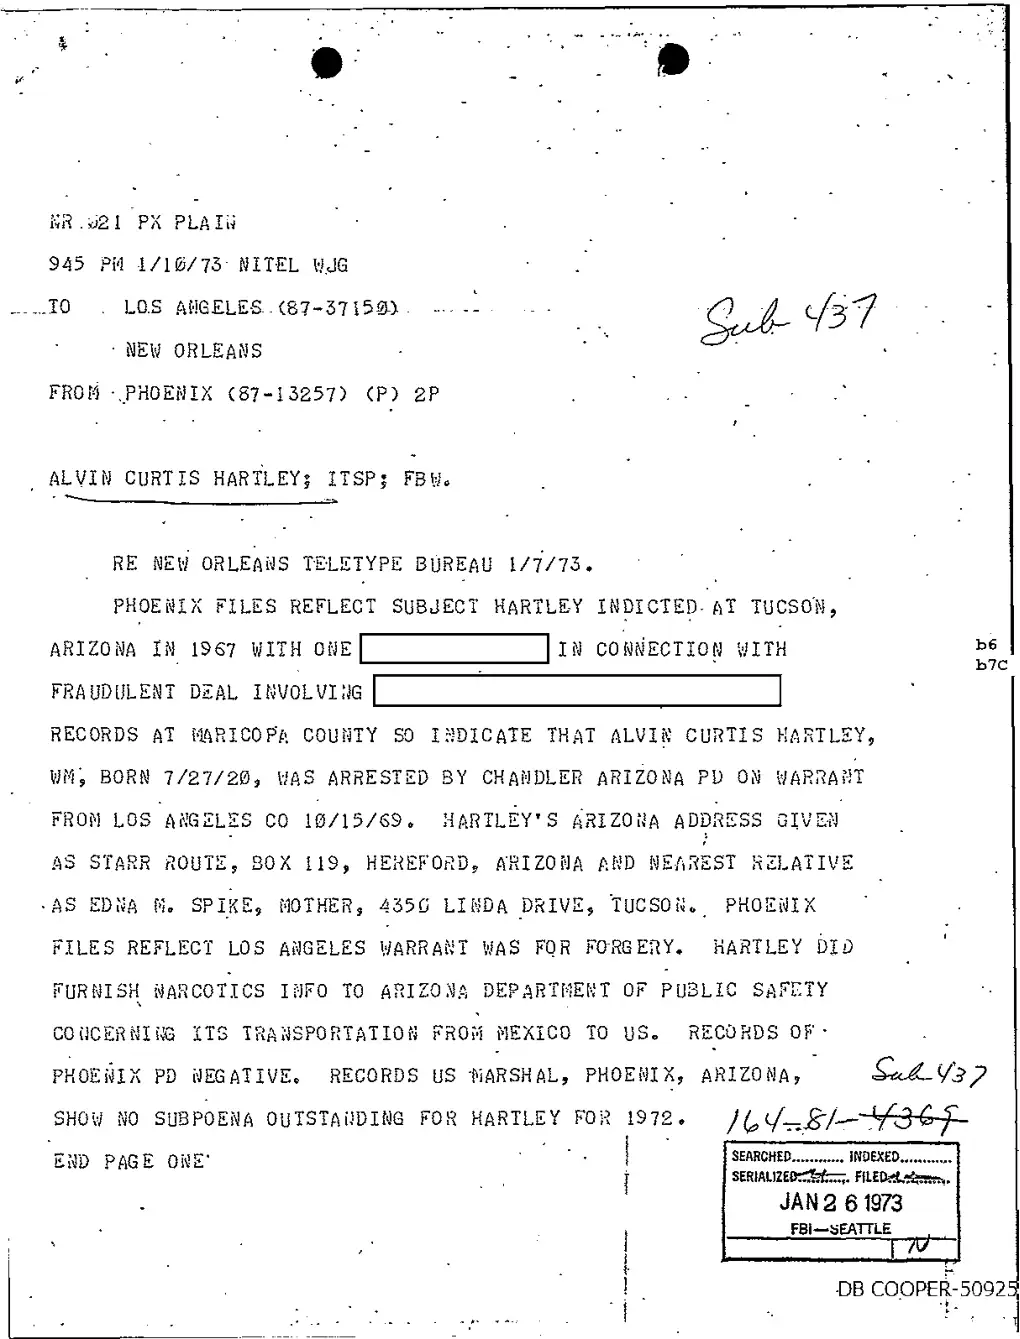 NR.021 PX PLAIN
945 PM 1/10/73 NITEL WJG
TO LOS ANGELES (87-37150)
NEW ORLEANS
Sub 437
FROM PHOENIX (87-13257) (P) 2P
ALVIN CURTIS HARTLEY; ITSP; FBW.
RE NEW ORLEANS TELETYPE BUREAU 1/7/73.
PHOENIX FILES REFLECT SUBJECT HARTLEY INDICTED AT TUCSON,
ARIZONA IN 1967 WITH ONE IN CONNECTION WITH
b6
b7C
FRAUDULENT DEAL INVOLVING
RECORDS AT MARICOPA COUNTY SO INDICATE THAT ALVIN CURTIS HARTLEY,
WM, BORN 7/27/20, WAS ARRESTED BY CHANDLER ARIZONA PD ON WARRANT
FROM LOS ANGELES CO 10/15/69. HARTLEY'S ARIZONA ADDRESS GIVEN
AS STARR ROUTE, BOX 119, HEREFORD, ARIZONA AND NEAREST RELATIVE
AS EDNA M. SPIKE, MOTHER, LINDA DRIVE, TUCSON. PHOENIX
FILES REFLECT LOS ANGELES WARRANT WAS FOR FORGERY. HARTLEY DID
FURNISH NARCOTICS INFO TO ARIZONA DEPARTMENT OF PUBLIC SAFETY
CONCERNING ITS TRANSPORTATION FROM MEXICO TO US. RECORDS OF
PHOENIX PD NEGATIVE. RECORDS US MARSHAL, PHOENIX, ARIZONA,
Sub 437
SHOW NO SUBPOENA OUTSTANDING FOR HARTLEY FOR 1972.
164-81-4369
END PAGE ONE
SEARCHED............ INDEXED............
SERIALIZED FILED
JAN 26 1973
FBI—SEATTLE
DB COOPER-50925